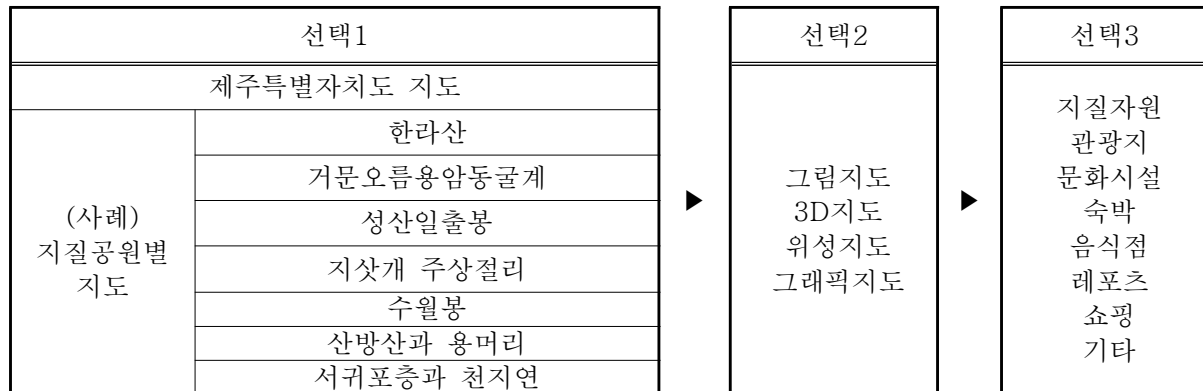 선택1
제주특별자치도 지도
(사례)
지질공원별
지도
한라산
거문오름용암동굴계
성산일출봉
지삿개 주상절리
수월봉
산방산과 용머리
서귀포층과 천지연
▶
선택2
그림지도
3D지도
위성지도
그래픽지도
▶
선택3
지질자원
관광지
문화시설
숙박
음식점
레포츠
쇼핑
기타